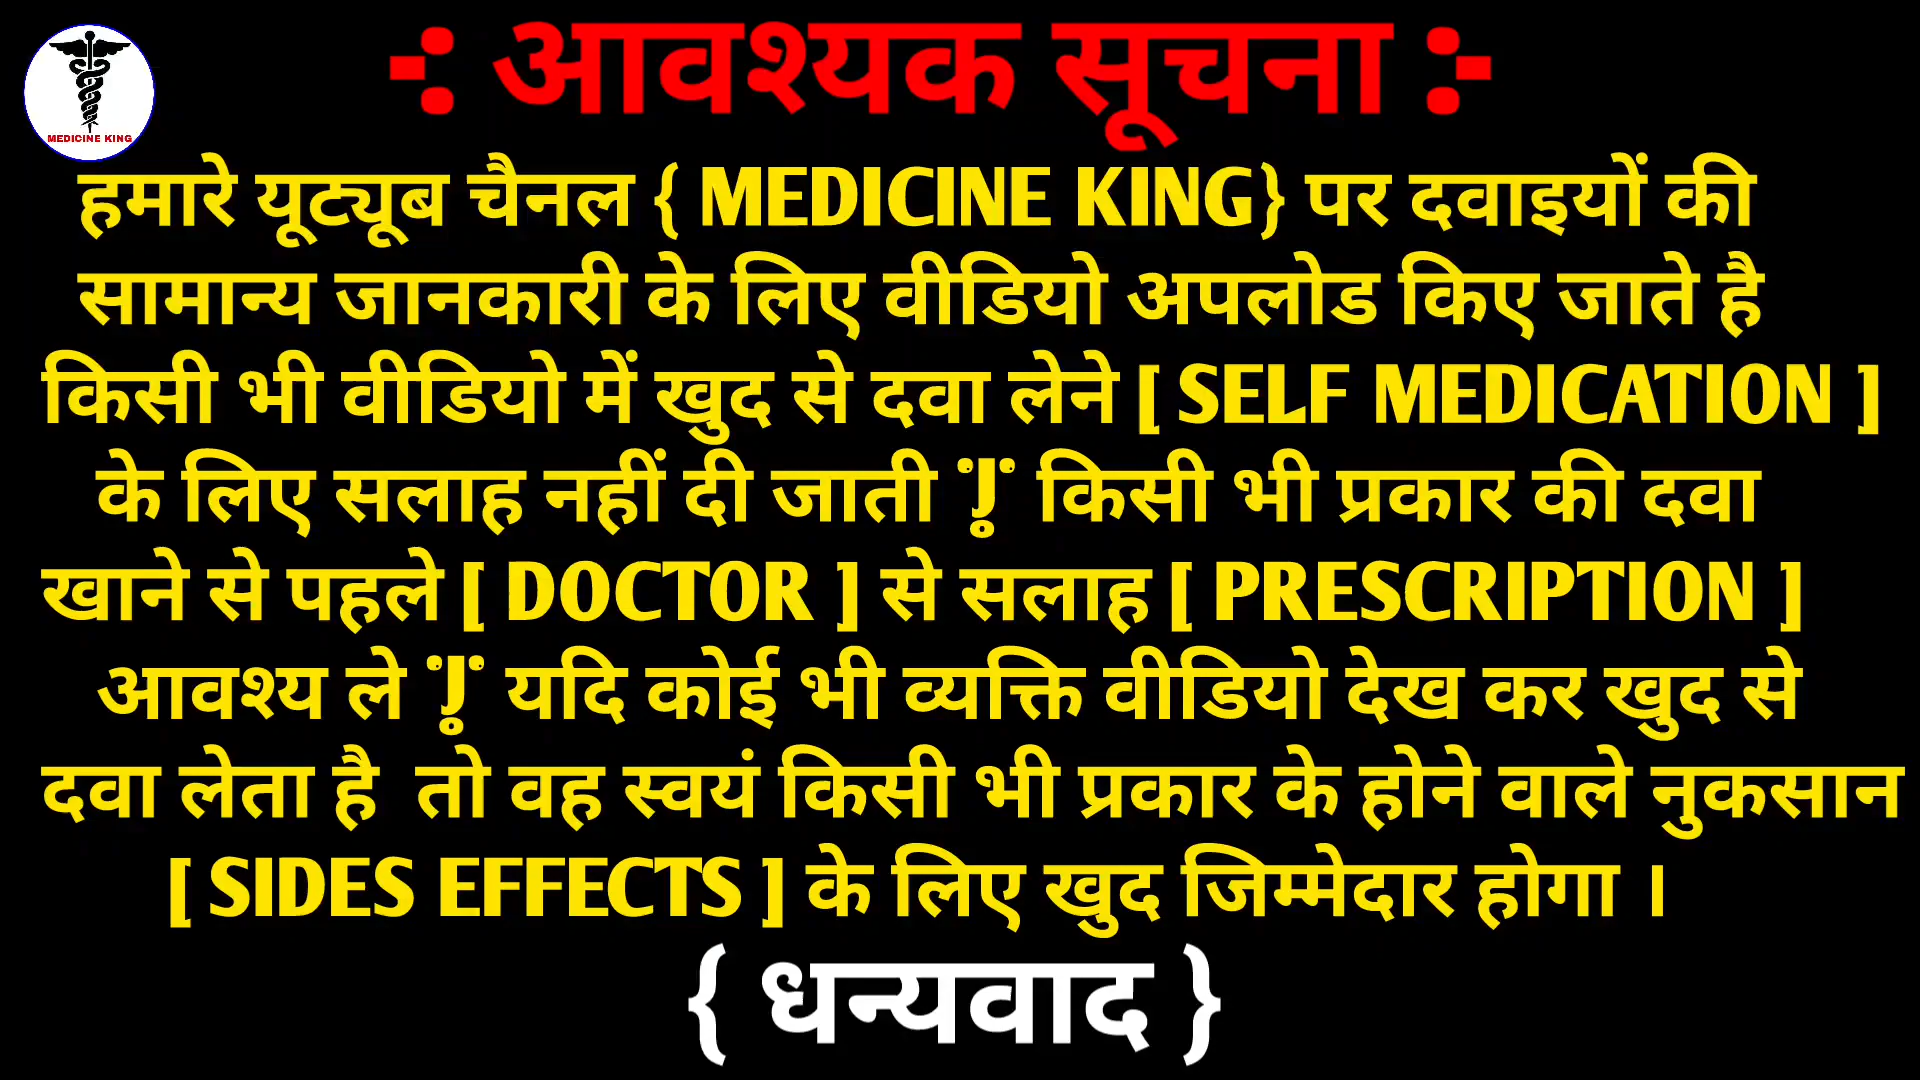 -: आवश्यक सूचना :-
MEDICINE KING
हमारे यूट्यूब चैनल { MEDICINE KING} पर दवाइयों की
सामान्य जानकारी के लिए वीडियो अपलोड किए जाते है
किसी भी वीडियो में खुद से दवा लेने [ SELF MEDICATION ]
के लिए सलाह नहीं दी जाती किसी भी प्रकार की दवा
खाने से पहले [ DOCTOR ] से सलाह [ PRESCRIPTION ]
आवश्य ले यदि कोई भी व्यक्ति वीडियो देख कर खुद से
दवा लेता है तो वह स्वयं किसी भी प्रकार के होने वाले नुकसान
[ SIDES EFFECTS ] के लिए खुद जिम्मेदार होगा ।
{ धन्यवाद }